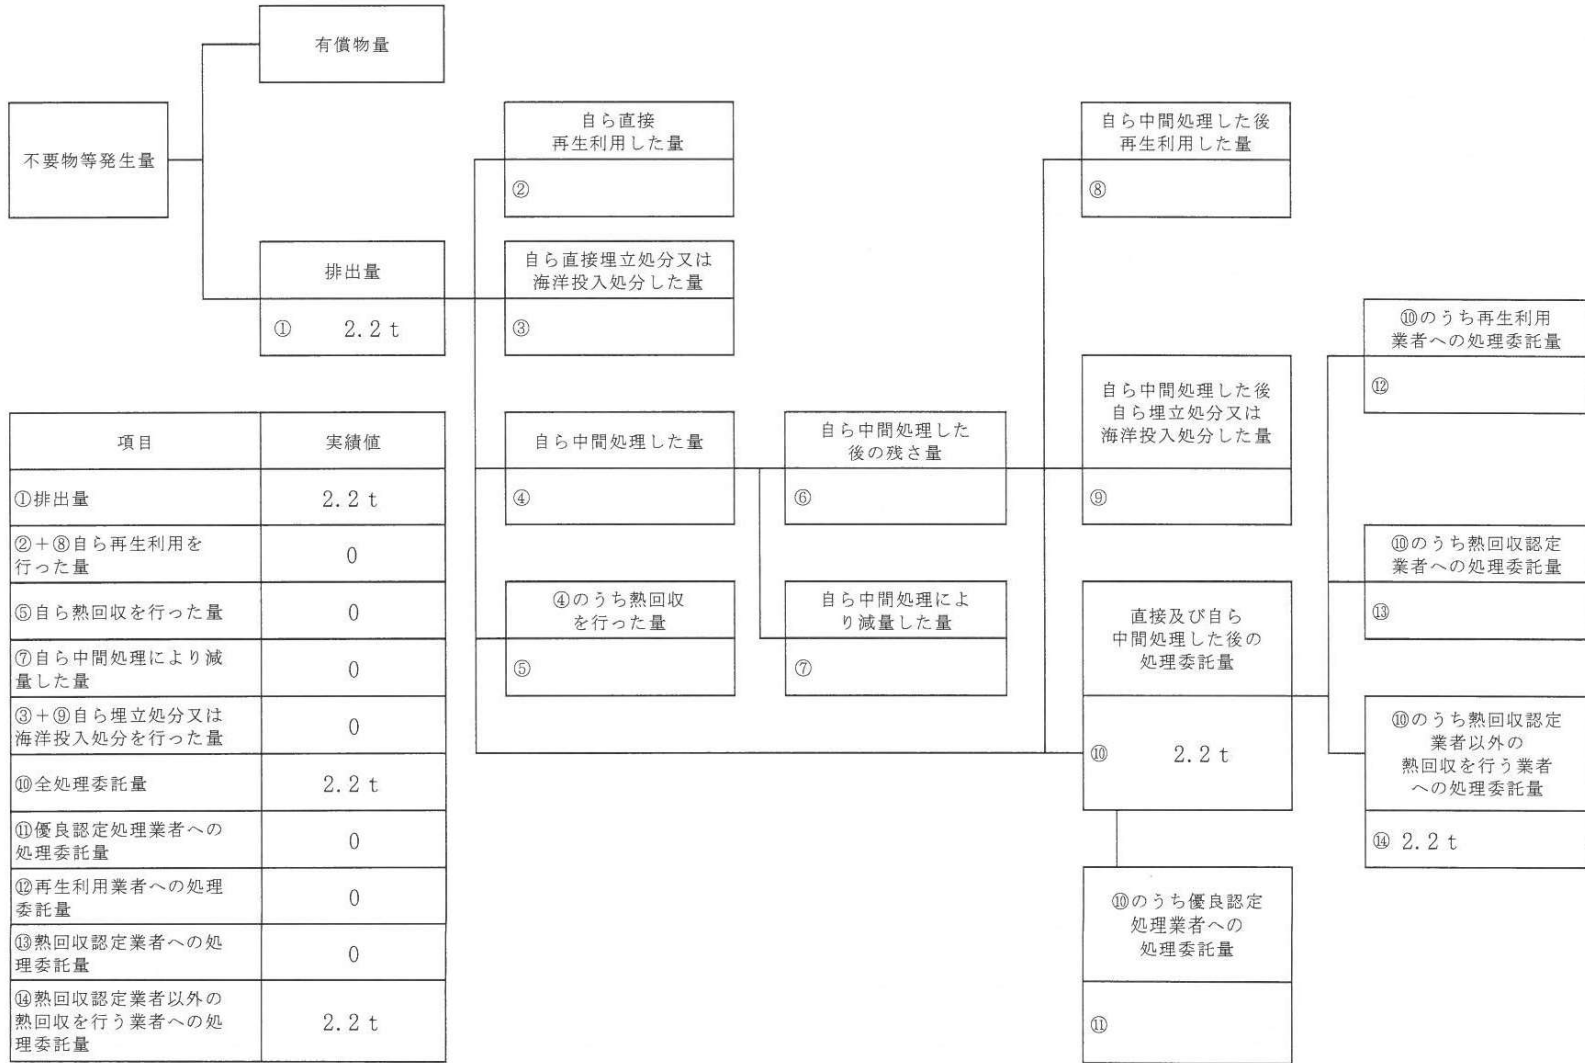 有償物量
不要物等発生量
自ら直接
再生利用した量
②
自ら中間処理した後
再生利用した量
⑧
排出量
① 2.2 t
自ら直接埋立処分又は
海洋投入処分した量
③
⑩のうち再生利用
業者への処理委託量
⑫
自ら中間処理した量
④
自ら中間処理した
後の残さ量
⑥
自ら中間処理した後
自ら埋立処分又は
海洋投入処分した量
⑨
⑩のうち熱回収認定
業者への処理委託量
⑬
④のうち熱回収
を行った量
⑤
自ら中間処理によ
り減量した量
⑦
直接及び自ら
中間処理した後の
処理委託量
⑩ 2.2 t
⑩のうち熱回収認定
業者以外の
熱回収を行う業者
への処理委託量
⑭ 2.2 t
⑩のうち優良認定
処理業者への
処理委託量
⑪
項目 実績値
①排出量 2.2 t
②＋⑧自ら再生利用を
行った量 0
⑤自ら熱回収を行った量 0
⑦自ら中間処理により減
量した量 0
③＋⑨自ら埋立処分又は
海洋投入処分を行った量 0
⑩全処理委託量 2.2 t
⑪優良認定処理業者への
処理委託量 0
⑫再生利用業者への処理
委託量 0
⑬熱回収認定業者への処
理委託量 0
⑭熱回収認定業者以外の
熱回収を行う業者への処
理委託量 2.2 t